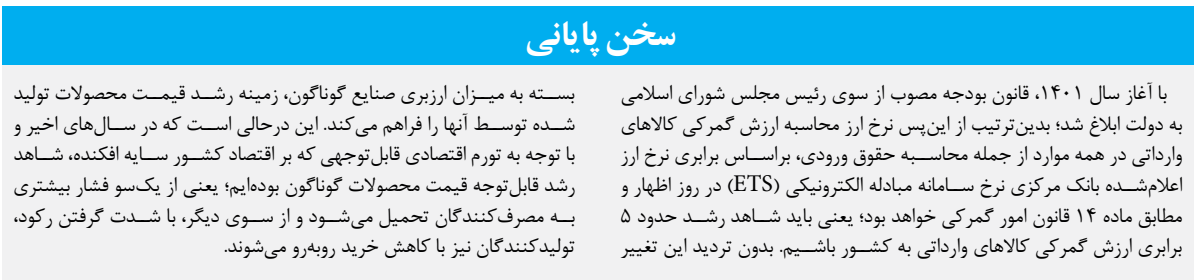 سخن پایانی
با آغاز سال ۱۴۰۱، قانون بودجه مصوب از سوی رئیس مجلس شورای اسلامی
به دولت ابلاغ شد؛ بدین‌ترتیب از این‌پس نرخ ارز محاسبه ارزش گمرکی کالاهای
وارداتی در همه موارد از جمله محاسبه حقوق ورودی، براساس برابری نرخ ارز
اعلام‌شده بانک مرکزی نرخ سامانه مبادله الکترونیکی (ETS) در روز اظهار و
مطابق ماده ۱۴ قانون امور گمرکی خواهد بود؛ یعنی باید شاهد رشد حدود ۵
برابری ارزش گمرکی کالاهای وارداتی به کشور باشیم. بدون تردید این تغییر
بسته به میزان ارزبری صنایع گوناگون، زمینه رشد قیمت محصولات تولید
شده توسط آنها را فراهم می‌کند. این درحالی است که در سال‌های اخیر و
با توجه به تورم اقتصادی قابل‌توجهی که بر اقتصاد کشور سایه افکنده، شاهد
رشد قابل‌توجه قیمت محصولات گوناگون بوده‌ایم؛ یعنی از یک‌سو فشار بیشتری
به مصرف‌کنندگان تحمیل می‌شود و از سوی دیگر، با شدت گرفتن رکود،
تولیدکنندگان نیز با کاهش خرید روبه‌رو می‌شوند.